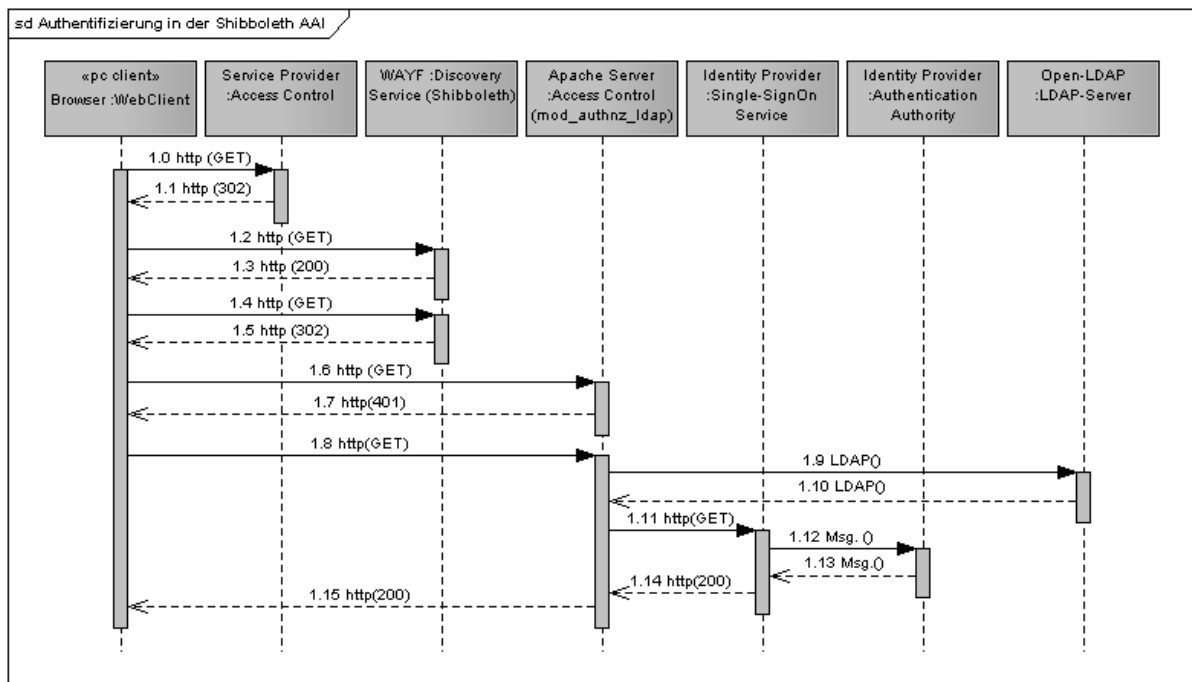 sd Authentifizierung in der Shibboleth AAI
«pc client»
Browser :WebClient
Service Provider
:Access Control
WAYF :Discovery
Service (Shibboleth)
Apache Server
:Access Control
(mod_authnz_ldap)
Identity Provider
:Single-SignOn
Service
Identity Provider
:Authentication
Authority
Open-LDAP
:LDAP-Server
1.0 http (GET)
1.1 http (302)
1.2 http (GET)
1.3 http (200)
1.4 http (GET)
1.5 http (302)
1.6 http (GET)
1.7 http(401)
1.8 http(GET)
1.9 LDAP()
1.10 LDAP()
1.11 http(GET)
1.12 Msg. ()
1.13 Msg.()
1.14 http(200)
1.15 http(200)